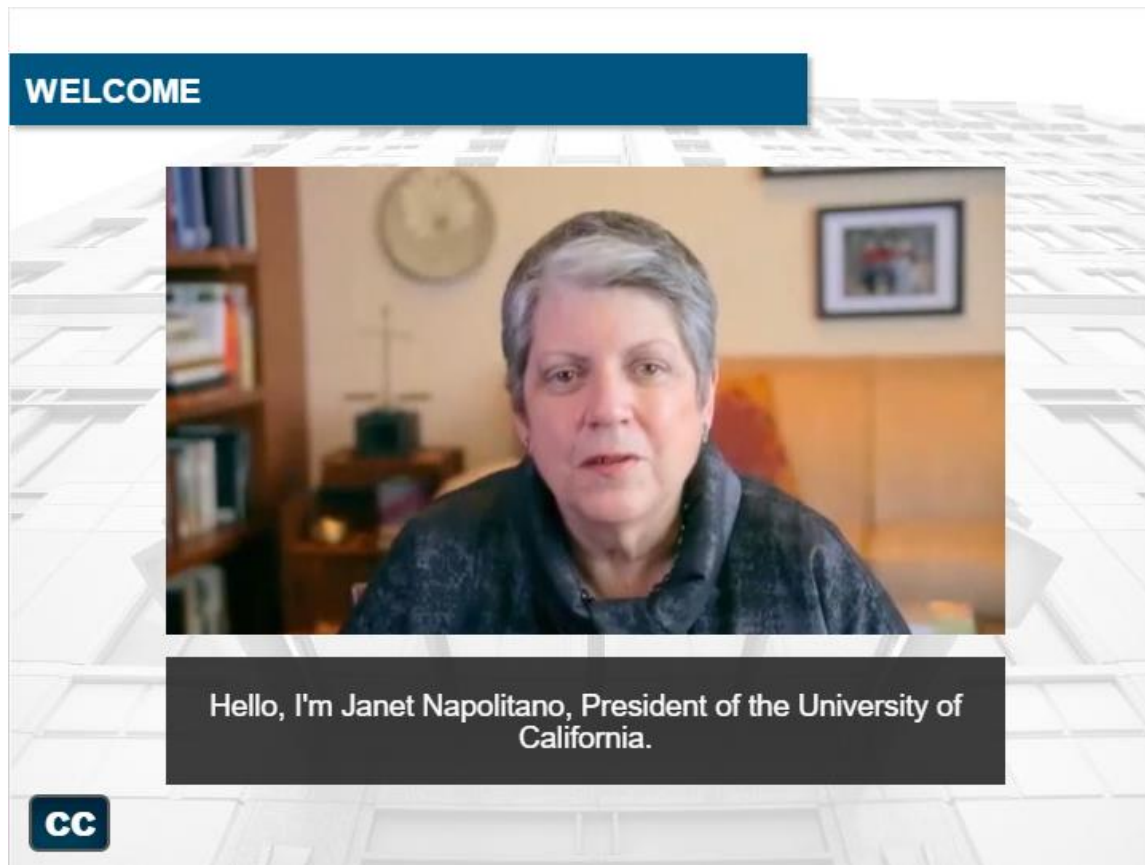 WELCOME
Hello, I'm Janet Napolitano, President of the University of
California.
CC